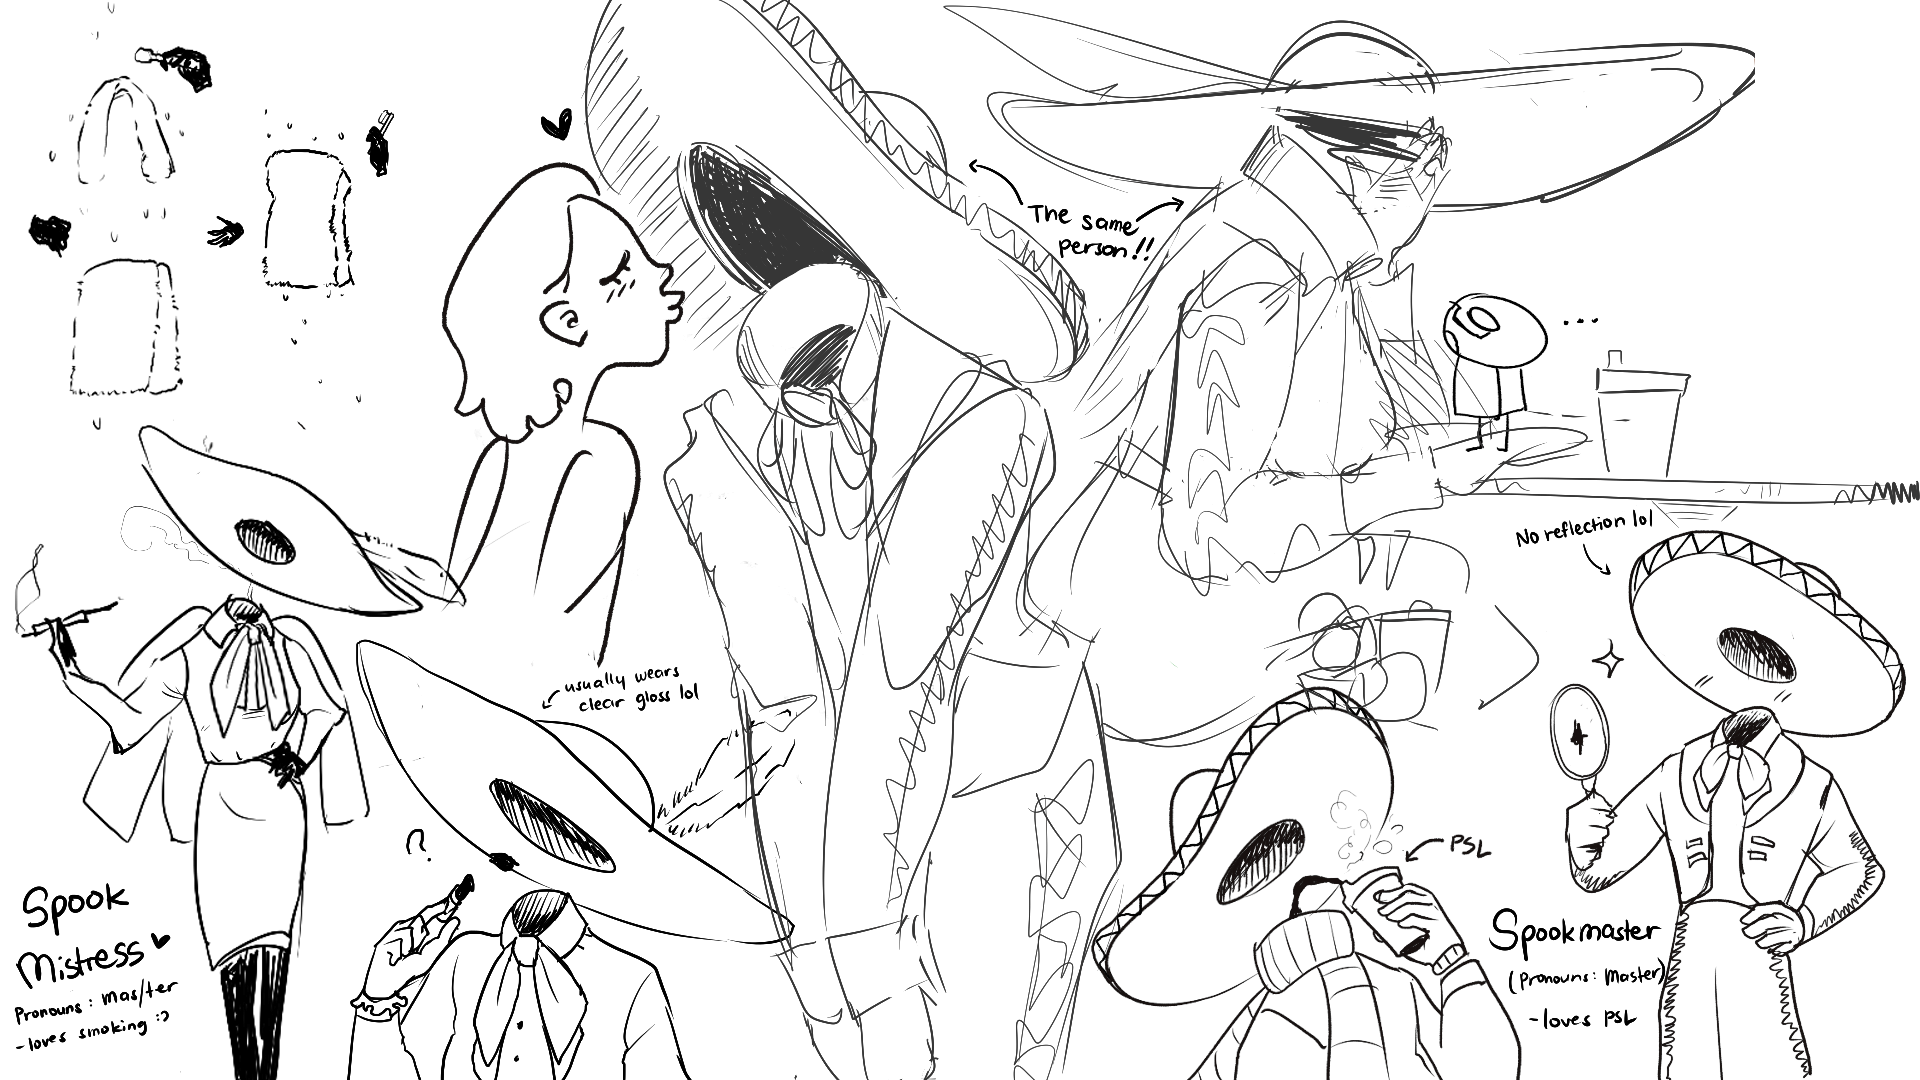 The same
person!!
No reflection lol
usually wears
clear gloss lol
?
PSL
Spook
Mistress
Pronouns: Mas/ter
-loves smoking :)
Spookmaster
(Pronouns: Master)
-loves PSL
...